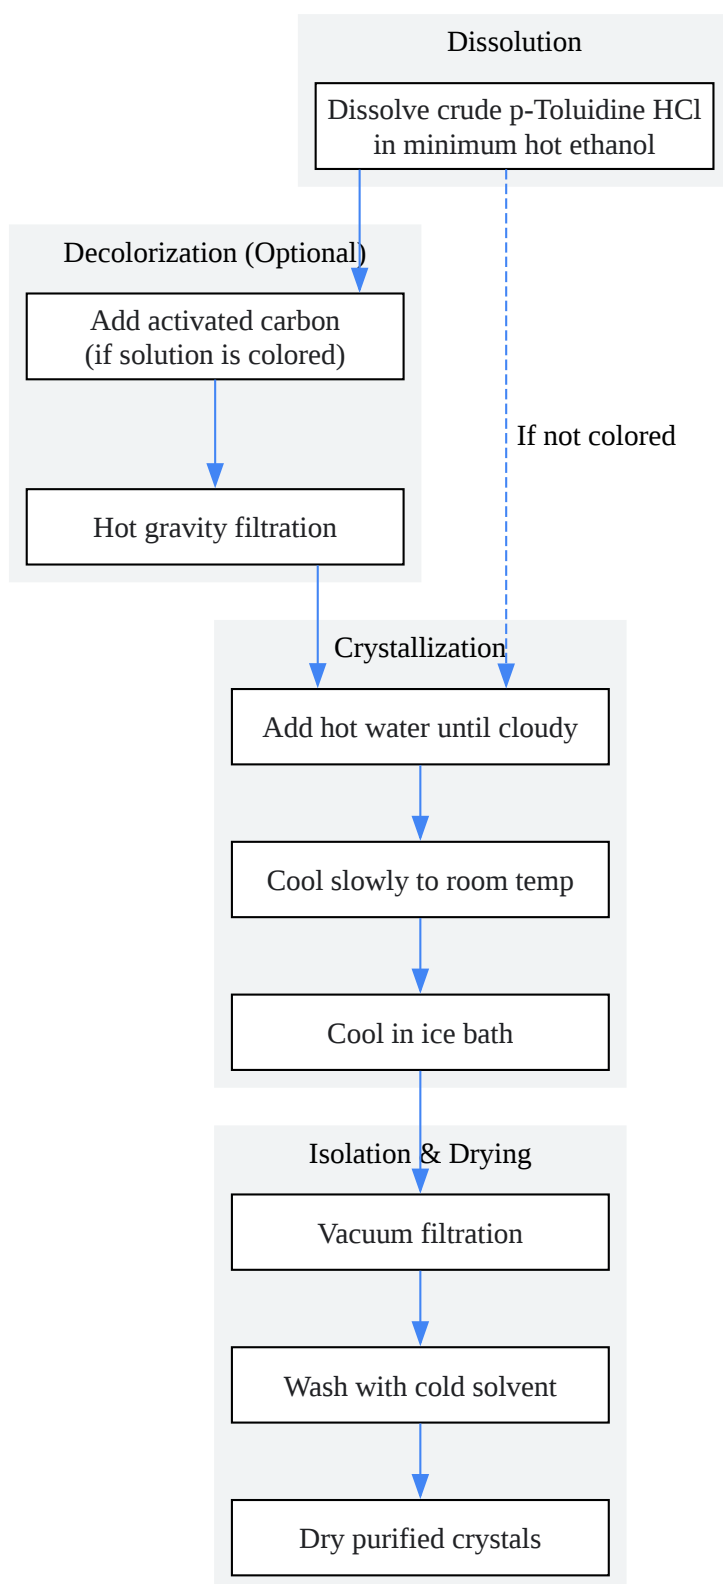 Dissolution
Dissolve crude p-Toluidine HCl
in minimum hot ethanol
Decolorization (Optional)
Add activated carbon
(if solution is colored)
If not colored
Hot gravity filtration
Crystallization
Add hot water until cloudy
Cool slowly to room temp
Cool in ice bath
Isolation & Drying
Vacuum filtration
Wash with cold solvent
Dry purified crystals